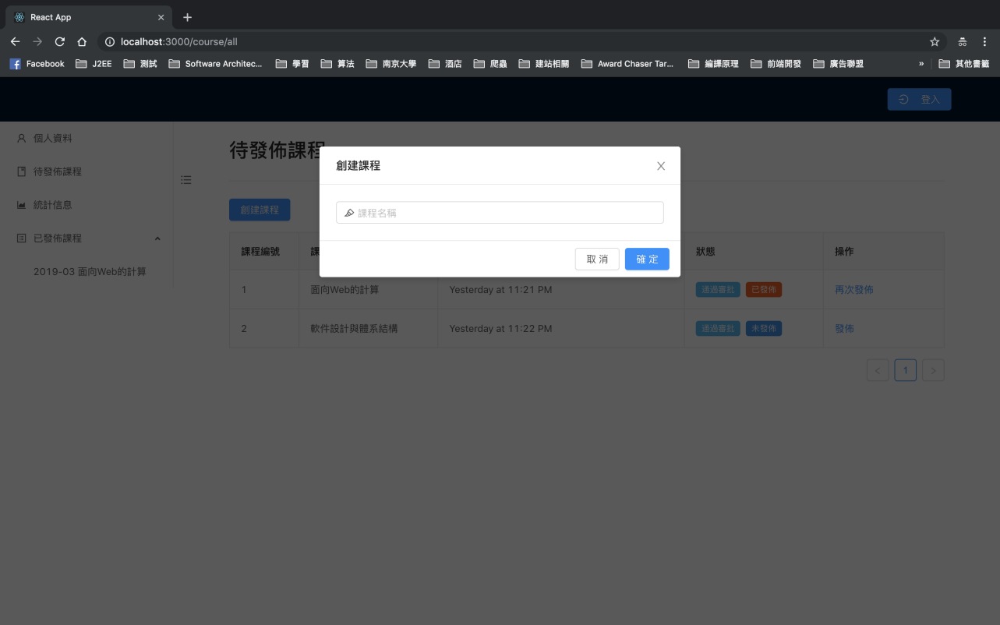 React App
localhost:3000/course/all
Facebook J2EE 測試 Software Architec... 學習 算法 南京大學 酒店 爬蟲 建站相關 Award Chaser Tar... 編譯原理 前端開發 廣告聯盟 » 其他書籤
登入
個人資料
待發佈課程
統計信息
已發佈課程
2019-03 面向Web的計算
待發佈課程
創建課程
創建課程
課程名稱
取 消 確 定
課程編號 課 狀態 操作
1 面向Web的計算 Yesterday at 11:21 PM 通過審批 已發佈 再次發佈
2 軟件設計與體系結構 Yesterday at 11:22 PM 通過審批 未發佈 發佈
< 1 >